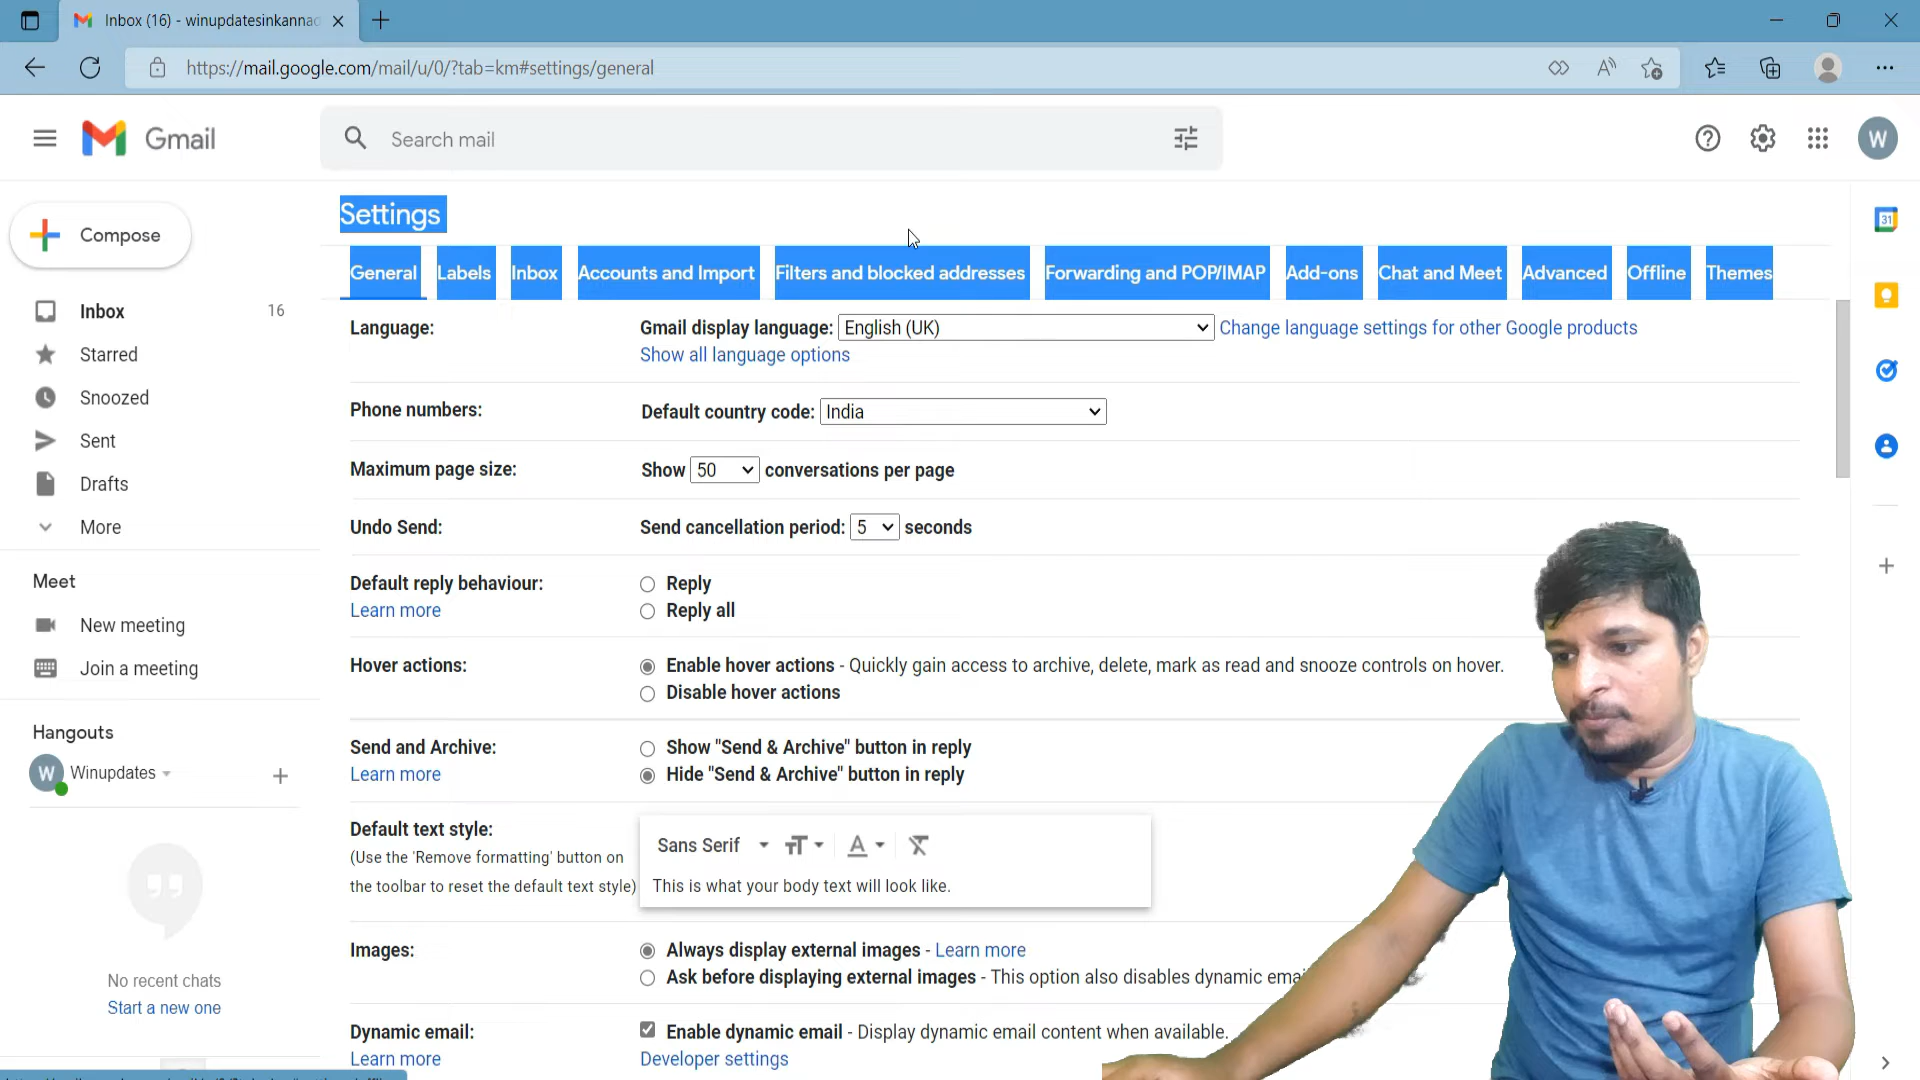 Inbox (16) - winupdatesinkannad
https://mail.google.com/mail/u/0/?tab=km#settings/general
Gmail
Search mail
W
Compose
Inbox 16
Starred
Snoozed
Sent
Drafts
More
Meet
New meeting
Join a meeting
Hangouts
W Winupdates
No recent chats
Start a new one
Settings
General Labels Inbox Accounts and Import Filters and blocked addresses Forwarding and POP/IMAP Add-ons Chat and Meet Advanced Offline Themes
Language: Gmail display language: English (UK) Change language settings for other Google products
Show all language options
Phone numbers: Default country code: India
Maximum page size: Show 50 conversations per page
Undo Send: Send cancellation period: 5 seconds
Default reply behaviour: Reply
Learn more Reply all
Hover actions: Enable hover actions - Quickly gain access to archive, delete, mark as read and snooze controls on hover.
Disable hover actions
Send and Archive: Show "Send & Archive" button in reply
Learn more Hide "Send & Archive" button in reply
Default text style: Sans Serif
(Use the 'Remove formatting' button on
the toolbar to reset the default text style) This is what your body text will look like.
Images: Always display external images - Learn more
Ask before displaying external images - This option also disables dynamic
Dynamic email: Enable dynamic email - Display dynamic email content when available.
Learn more Developer settings
31